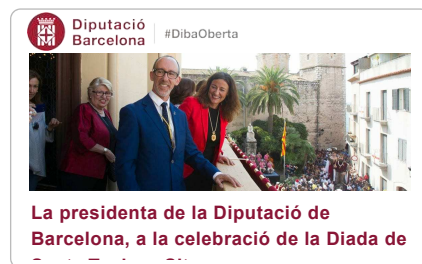 Diputació
Barcelona
#DibaOberta
La presidenta de la Diputació de
Barcelona, a la celebració de la Diada de